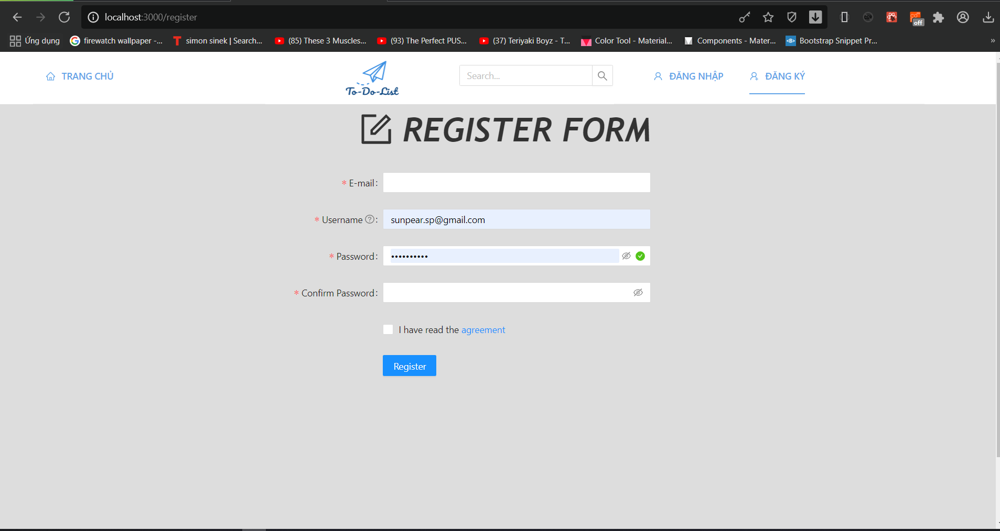 localhost:3000/register
Ứng dụng
firewatch wallpaper -...
simon sinek | Search...
(85) These 3 Muscles...
(93) The Perfect PUS...
(37) Teriyaki Boyz - T...
Color Tool - Material...
Components - Mater...
Bootstrap Snippet Pr...
»
off
TRANG CHỦ
To-Do-List
Search...
ĐĂNG NHẬP
ĐĂNG KÝ
REGISTER FORM
* E-mail:
* Username ?: sunpear.sp@gmail.com
* Password: ••••••••••
* Confirm Password:
I have read the agreement
Register